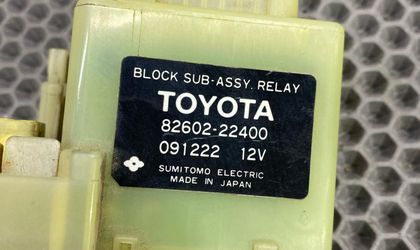 BLOCK SUB-ASSY. RELAY
TOYOTA
82602-22400
091222 12V
SUMITOMO ELECTRIC
MADE IN JAPAN